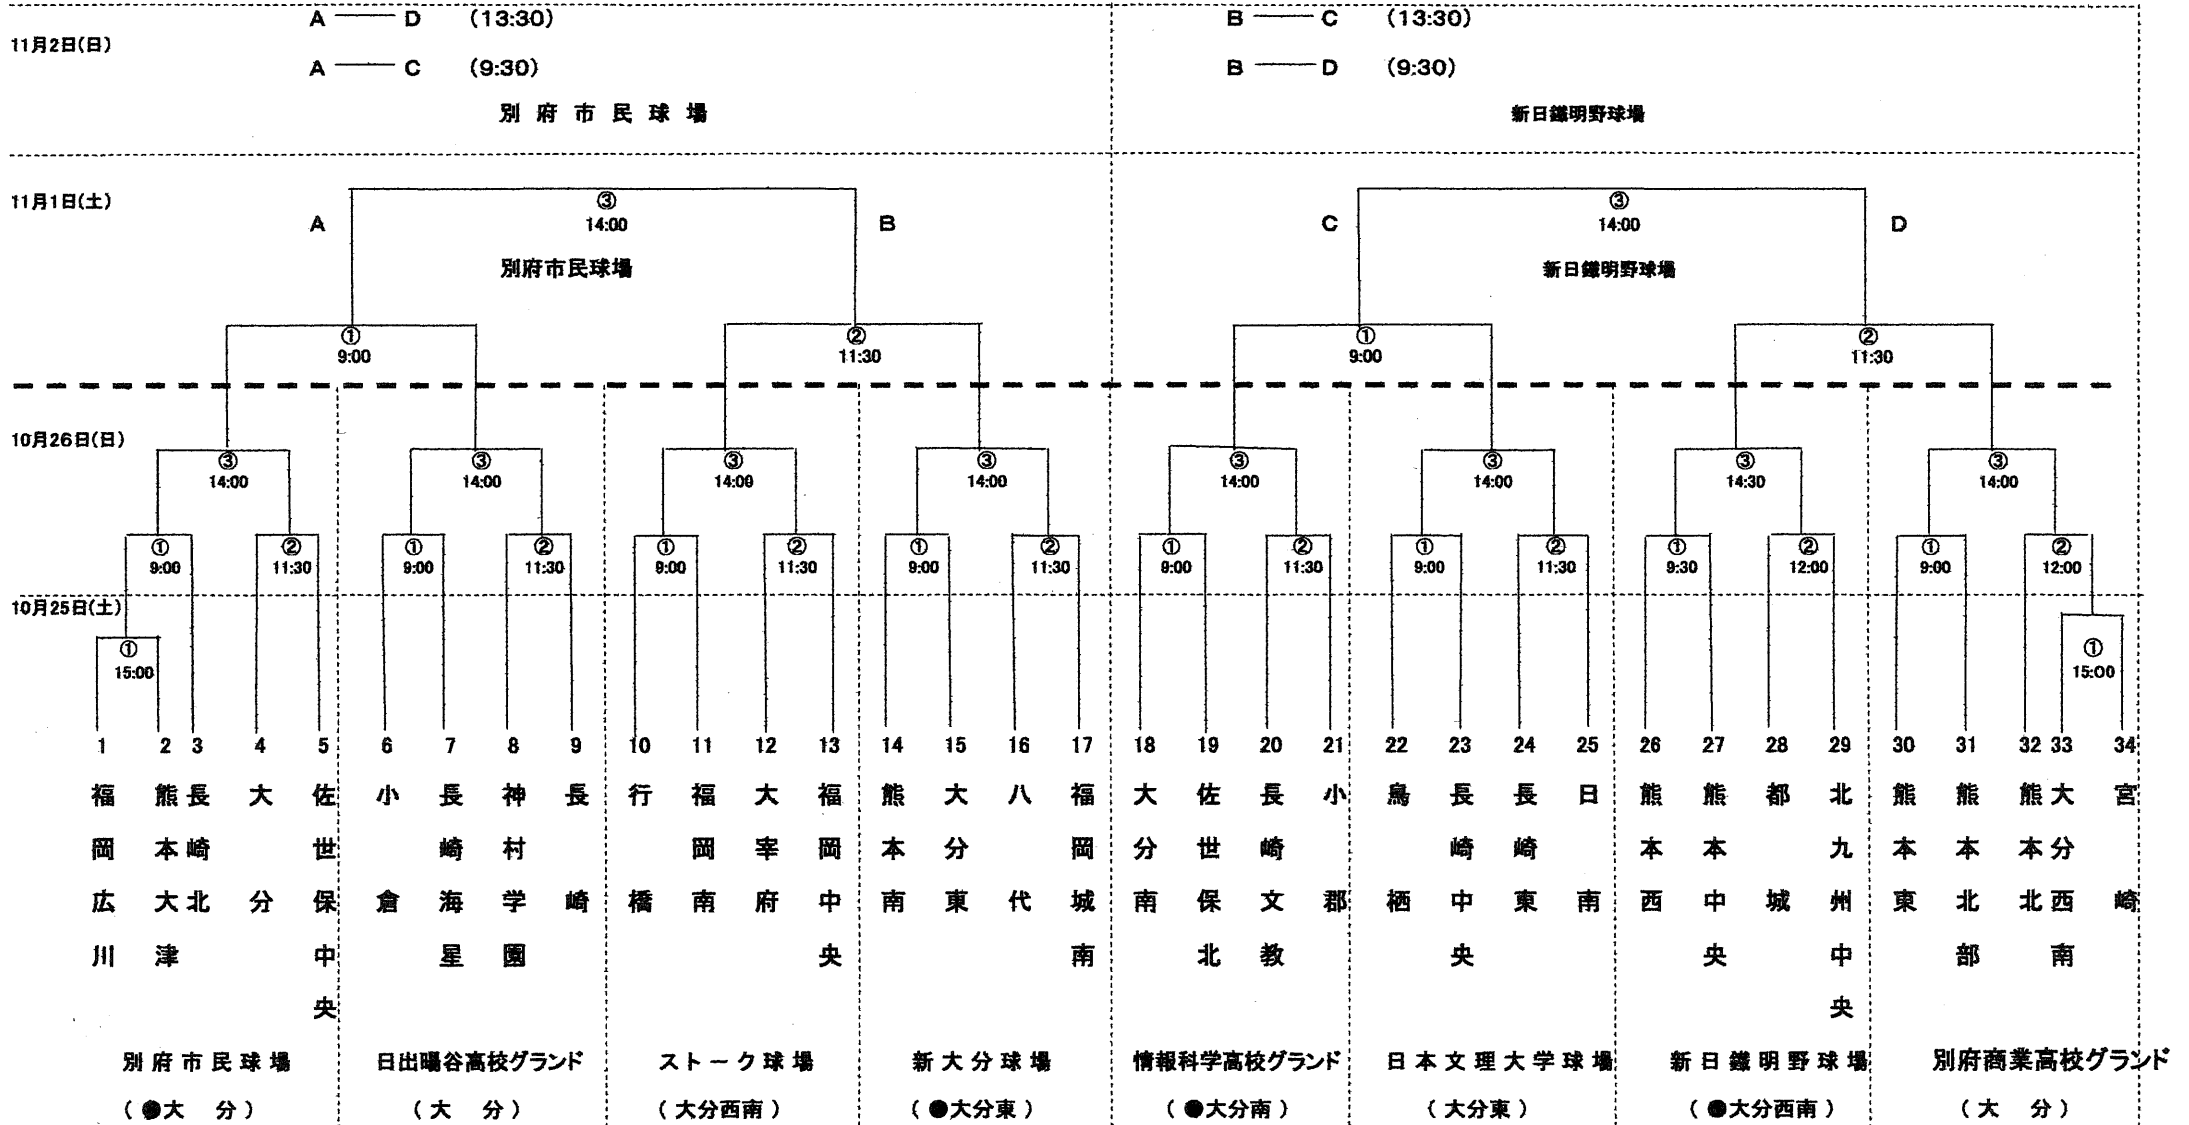 A ─── D (13:30)
B ─── C (13:30)
11月2日(日)
A ─── C (9:30)
B ─── D (9:30)
別府市民球場
新日鐵明野球場
11月1日(土)
③ ③
A 14:00 B C 14:00 D
別府市民球場
新日鐵明野球場
① ② ① ②
9:00 11:30 9:00 11:30
10月26日(日)
③ ③ ③ ③ ③ ③ ③ ③
14:00 14:00 14:00 14:00 14:00 14:00 14:30 14:00
① ② ① ② ① ② ① ② ① ② ① ② ① ② ① ②
9:00 11:30 9:00 11:30 9:00 11:30 9:00 11:30 9:00 11:30 9:00 11:30 9:30 12:00 9:00 12:00
10月25日(土)
① ①
15:00 15:00
1 2 3 4 5 6 7 8 9 10 11 12 13 14 15 16 17 18 19 20 21 22 23 24 25 26 27 28 29 30 31 32 33 34
福岡広川
熊本大津
長崎北
大分
佐世保中央
小倉
長崎海星
神村学園
長崎
行橋
福岡南
大宰府
福岡中央
熊本南
大分東
八代
福岡城南
大分南
佐世保北
長崎文教
小郡
鳥栖
長崎中央
長崎東
日南
熊本西
熊本中央
都城
北九州中央
熊本東
熊本北部
熊本北
大分西南
宮崎
別府市民球場 日出暘谷高校グランド ストーク球場 新大分球場 情報科学高校グランド 日本文理大学球場 新日鐵明野球場 別府商業高校グランド
(●大分) (大分) (大分西南) (●大分東) (●大分南) (大分東) (●大分西南) (大分)